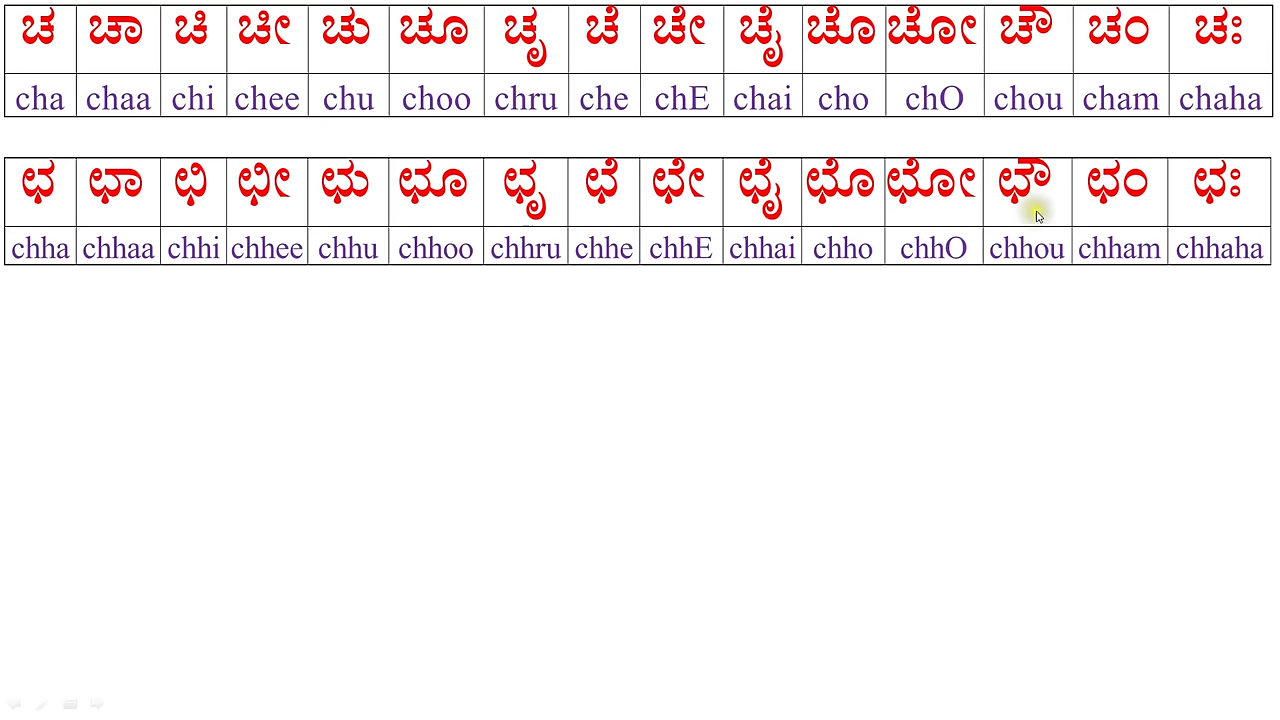 ಚ ಚಾ ಚಿ ಚೀ ಚು ಚೂ ಚೃ ಚೆ ಚೇ ಚೈ ಚೊ ಚೋ ಚೌ ಚಂ ಚಃ
cha chaa chi chee chu choo chru che chE chai cho chO chou cham chaha
ಛ ಛಾ ಛಿ ಛೀ ಛು ಛೂ ಛೃ ಛೆ ಛೇ ಛೈ ಛೊ ಛೋ ಛೌ ಛಂ ಛಃ
chha chhaa chhi chhee chhu chhoo chhru chhe chhE chhai chho chhO chhou chham chhaha